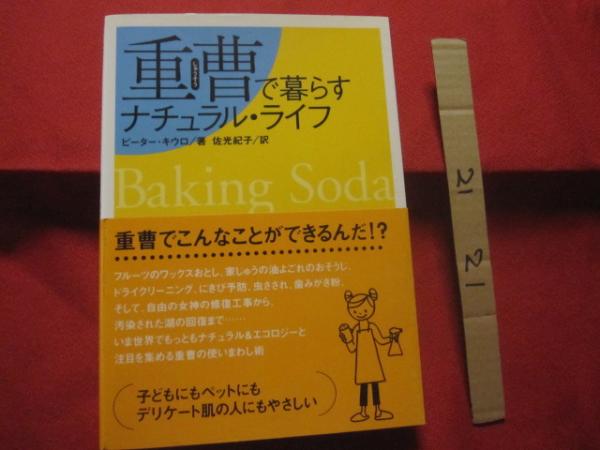 重曹で暮らす
じゅうそう
ナチュラル・ライフ
ピーター・キウロ/著 佐光紀子/訳
Baking Soda
重曹でこんなことができるんだ!?
フルーツのワックスおとし、家じゅうの油よごれのおそうじ、
ドライクリーニング、にきび予防、虫さされ、歯みがき粉、
そして、自由の女神の修復工事から、
汚染された湖の回復まで……
いま世界でもっともナチュラル&エコロジーと
注目を集める重曹の使いまわし術
子どもにもペットにも
デリケート肌の人にもやさしい
21 21